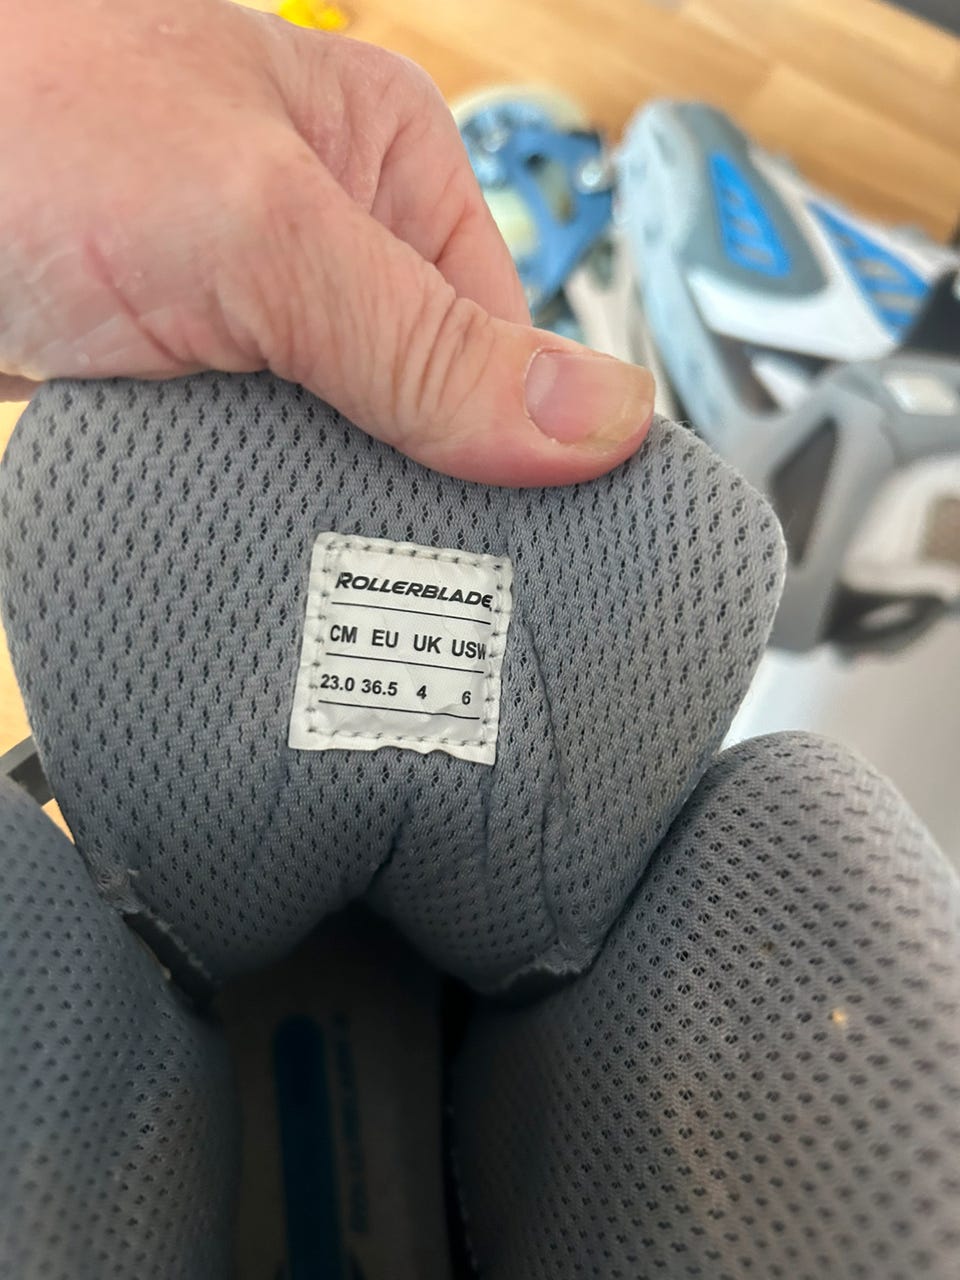 ROLLERBLADE
CM EU UK USW
23.0 36.5 4 6